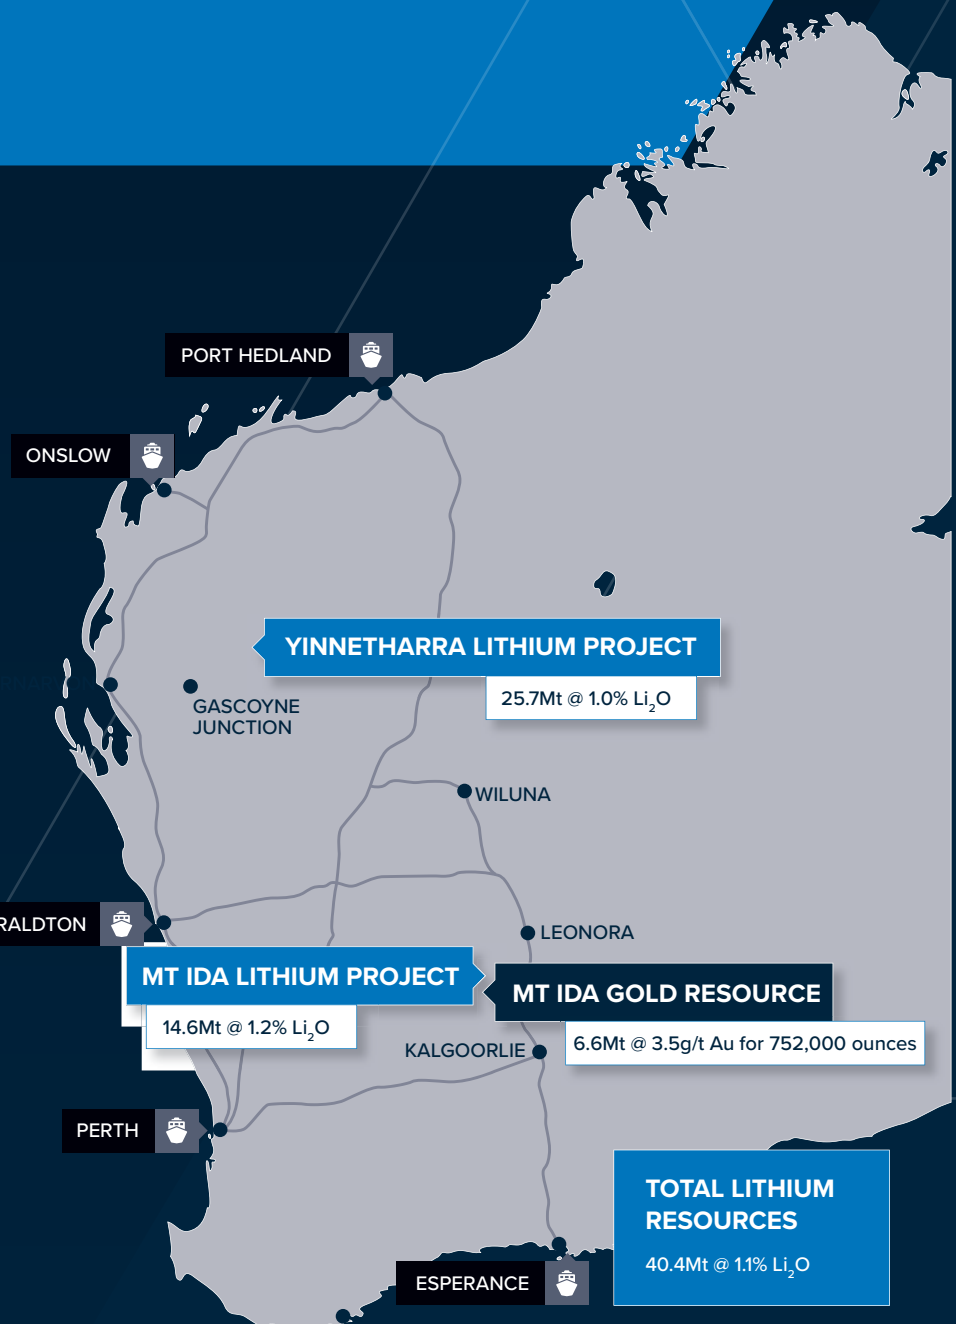 PORT HEDLAND
ONSLOW
YINNETHARRA LITHIUM PROJECT
25.7Mt @ 1.0% Li₂O
GASCOYNE
JUNCTION
WILUNA
RALDTON
LEONORA
MT IDA LITHIUM PROJECT
14.6Mt @ 1.2% Li₂O
MT IDA GOLD RESOURCE
6.6Mt @ 3.5g/t Au for 752,000 ounces
KALGOORLIE
PERTH
TOTAL LITHIUM
RESOURCES
40.4Mt @ 1.1% Li₂O
ESPERANCE